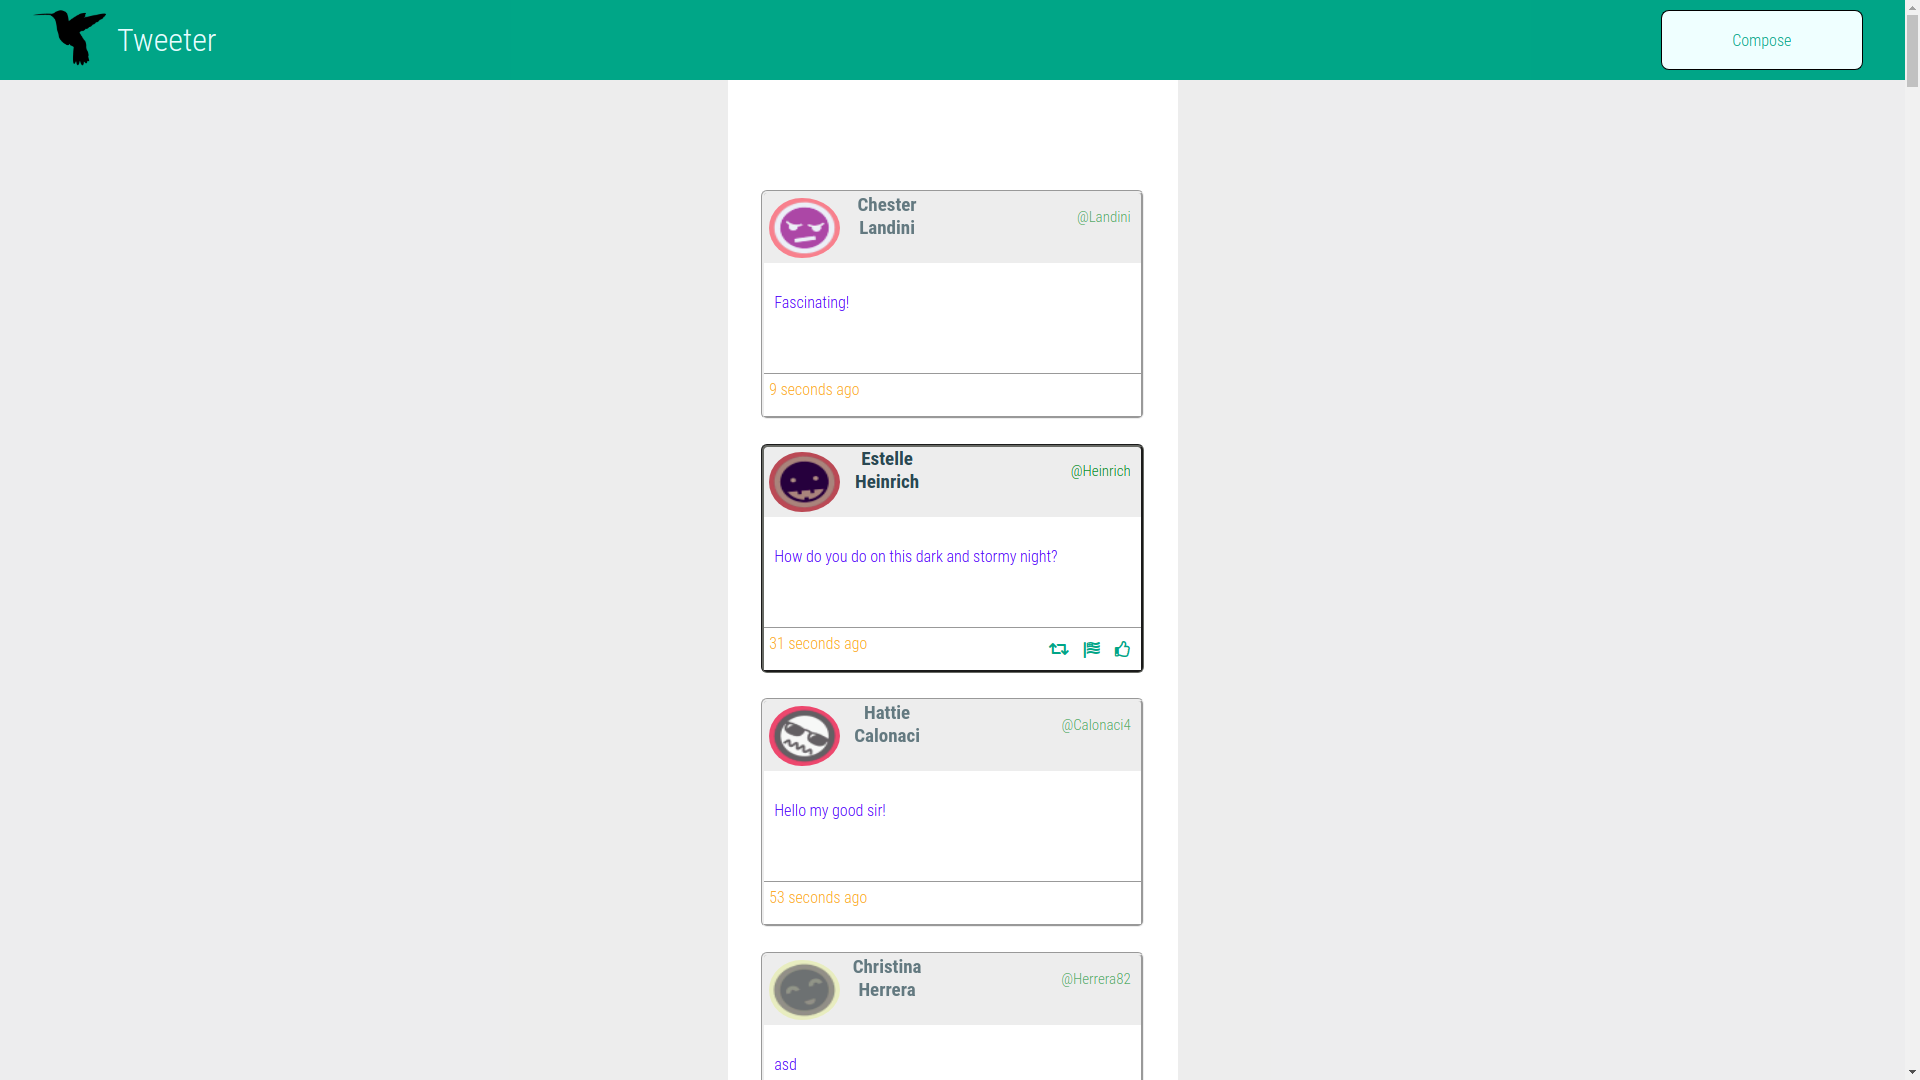 Tweeter
Compose
Chester
Landini
@Landini
Fascinating!
9 seconds ago
Estelle
Heinrich
@Heinrich
How do you do on this dark and stormy night?
31 seconds ago
Hattie
Calonaci
@Calonaci4
Hello my good sir!
53 seconds ago
Christina
Herrera
@Herrera82
asd